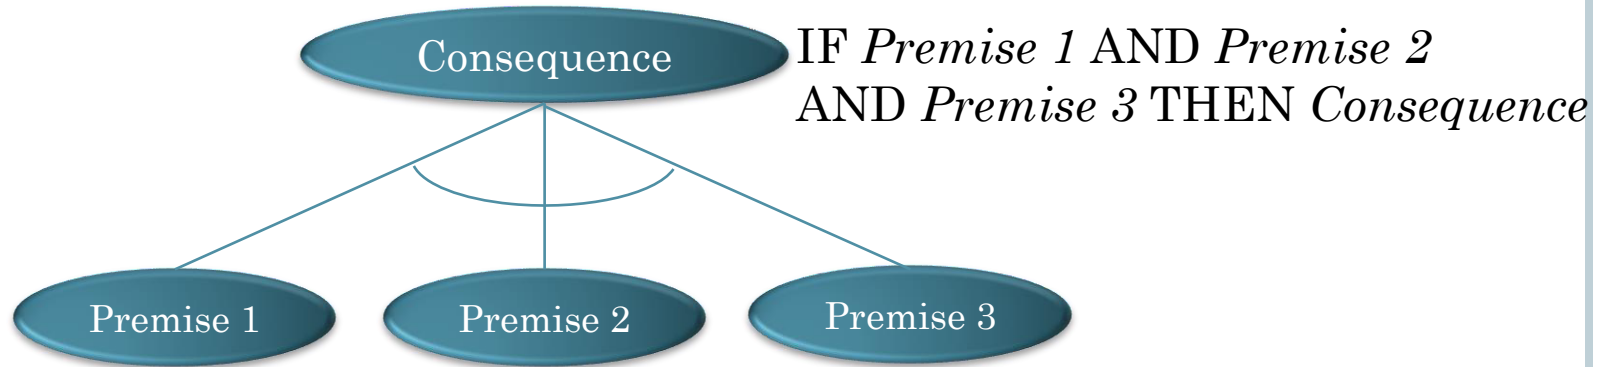 Consequence
IF Premise 1 AND Premise 2
AND Premise 3 THEN Consequence
Premise 1
Premise 2
Premise 3